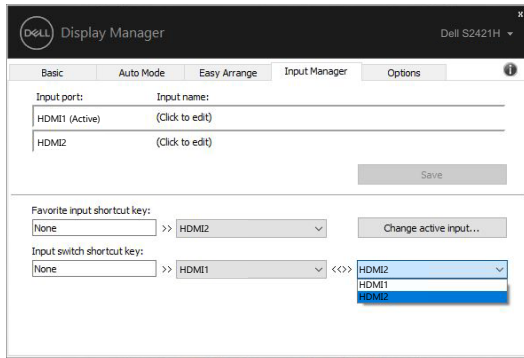 DELL Display Manager
Dell S2421H
Basic Auto Mode Easy Arrange Input Manager Options
Input port: Input name:
HDMI1 (Active) (Click to edit)
HDMI2 (Click to edit)
Save
Favorite input shortcut key:
None >> HDMI2 Change active input...
Input switch shortcut key:
None >> HDMI1 <<>> HDMI2
HDMI1
HDMI2